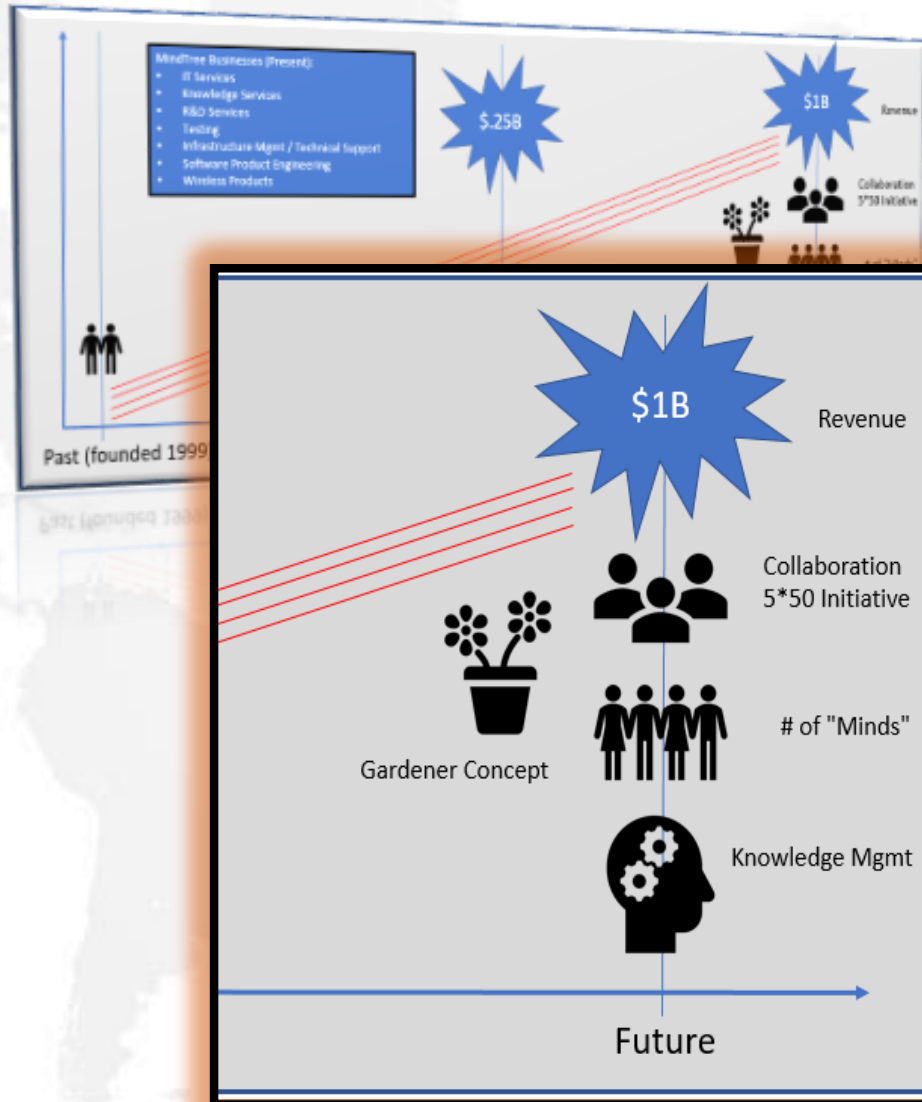 MindTree Businesses (Present):
• IT Services
• Knowledge Services
• R&D Services
• Testing
• Infrastructure Mgmt / Technical Support
• Software Product Engineering
• Wireless Products
$.25B
$1B
Revenue
Collaboration
5*50 Initiative
# of "Minds"
Past (founded 1999)
$1B
Revenue
Collaboration
5*50 Initiative
# of "Minds"
Gardener Concept
Knowledge Mgmt
Future